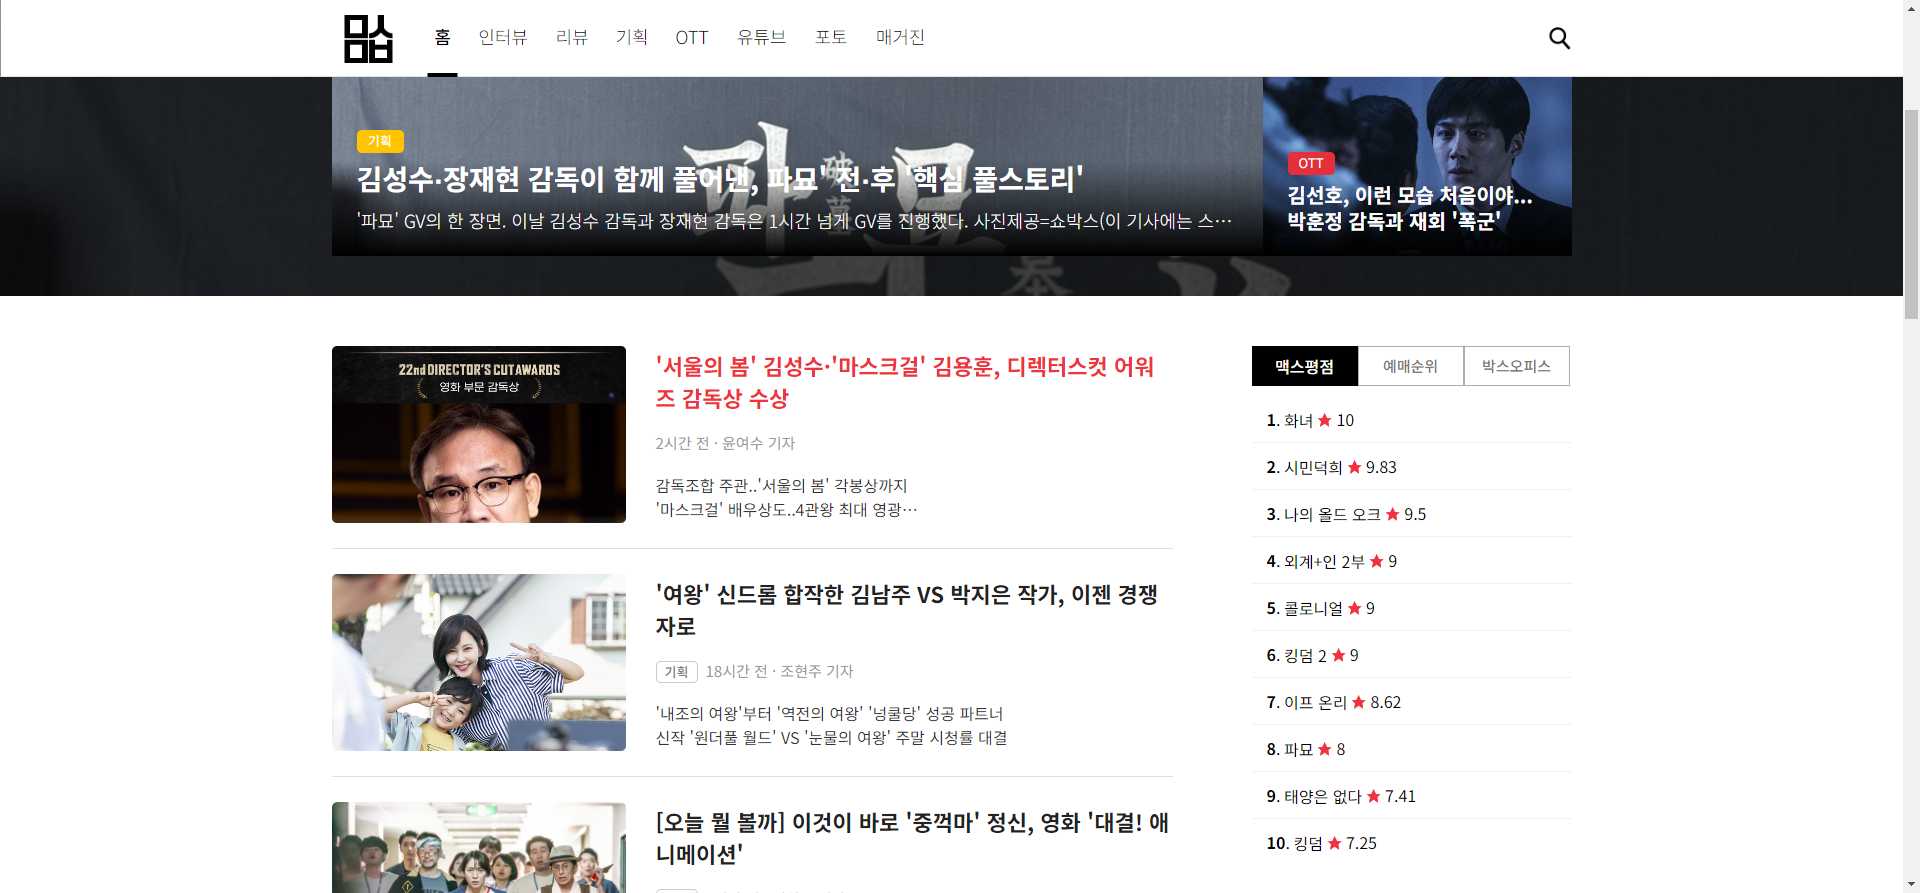 맥스무비
홈 인터뷰 리뷰 기획 OTT 유튜브 포토 매거진
기획
김성수·장재현 감독이 함께 풀어낸, 파묘' 전·후 '핵심 풀스토리'
'파묘' GV의 한 장면. 이날 김성수 감독과 장재현 감독은 1시간 넘게 GV를 진행했다. 사진제공=쇼박스(이 기사에는 스…
파묘
破墓
OTT
김선호, 이런 모습 처음이야...
박훈정 감독과 재회 '폭군'
22nd DIRECTOR'S CUT AWARDS
영화 부문 감독상
'서울의 봄' 김성수·'마스크걸' 김용훈, 디렉터스컷 어워
즈 감독상 수상
2시간 전 · 윤여수 기자
감독조합 주관..'서울의 봄' 각봉상까지
'마스크걸' 배우상도..4관왕 최대 영광…
'여왕' 신드롬 합작한 김남주 VS 박지은 작가, 이젠 경쟁
자로
기획 18시간 전 · 조현주 기자
'내조의 여왕'부터 '역전의 여왕' '넝쿨당' 성공 파트너
신작 '원더풀 월드' VS '눈물의 여왕' 주말 시청률 대결
[오늘 뭘 볼까] 이것이 바로 '중꺽마' 정신, 영화 '대결! 애
니메이션'
맥스평점 예매순위 박스오피스
1. 화녀 ★ 10
2. 시민덕희 ★ 9.83
3. 나의 올드 오크 ★ 9.5
4. 외계+인 2부 ★ 9
5. 콜로니얼 ★ 9
6. 킹덤 2 ★ 9
7. 이프 온리 ★ 8.62
8. 파묘 ★ 8
9. 태양은 없다 ★ 7.41
10. 킹덤 ★ 7.25